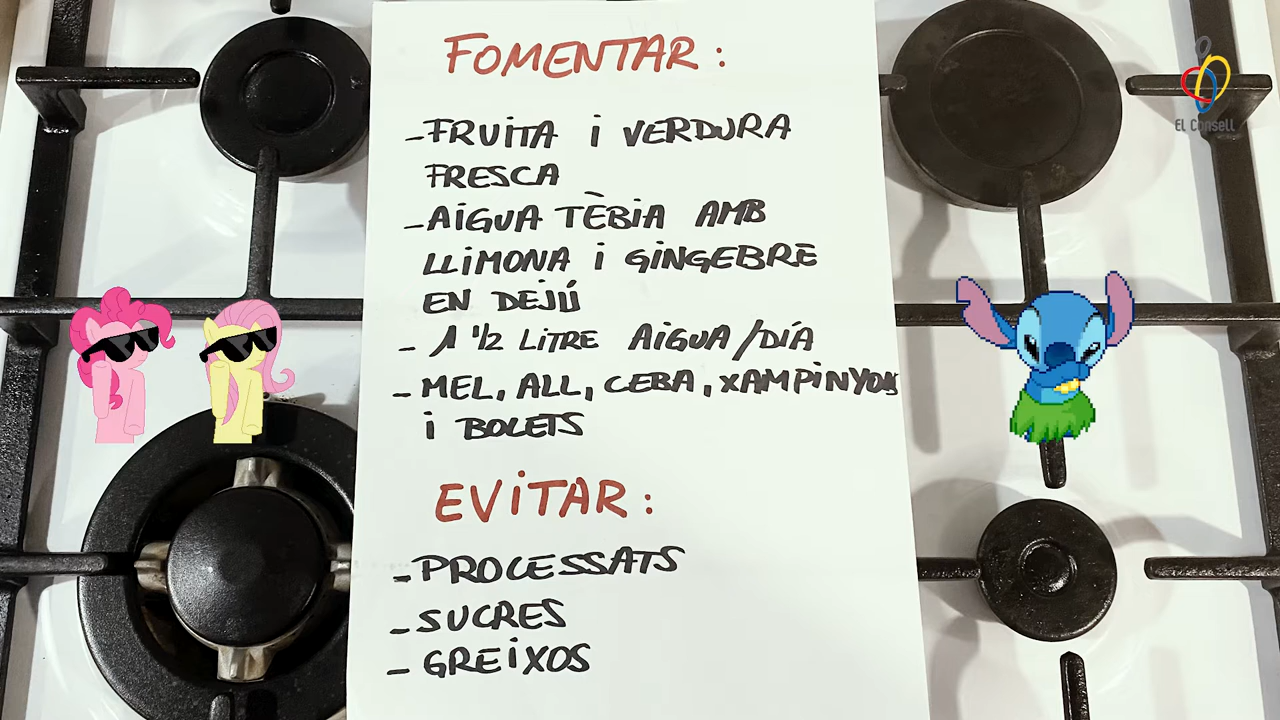 FOMENTAR:
-FRUITA i VERDURA
FRESCA
-AIGUA TÈBIA AMB
LLIMONA i GINGEBRE
EN DEJÚ
- 1 1/2 LITRE AIGUA/DÍA
- MEL, ALL, CEBA, XAMPINYONS
i BOLETS
EVITAR:
- PROCESSATS
- SUCRES
- GREIXOS
El Consell